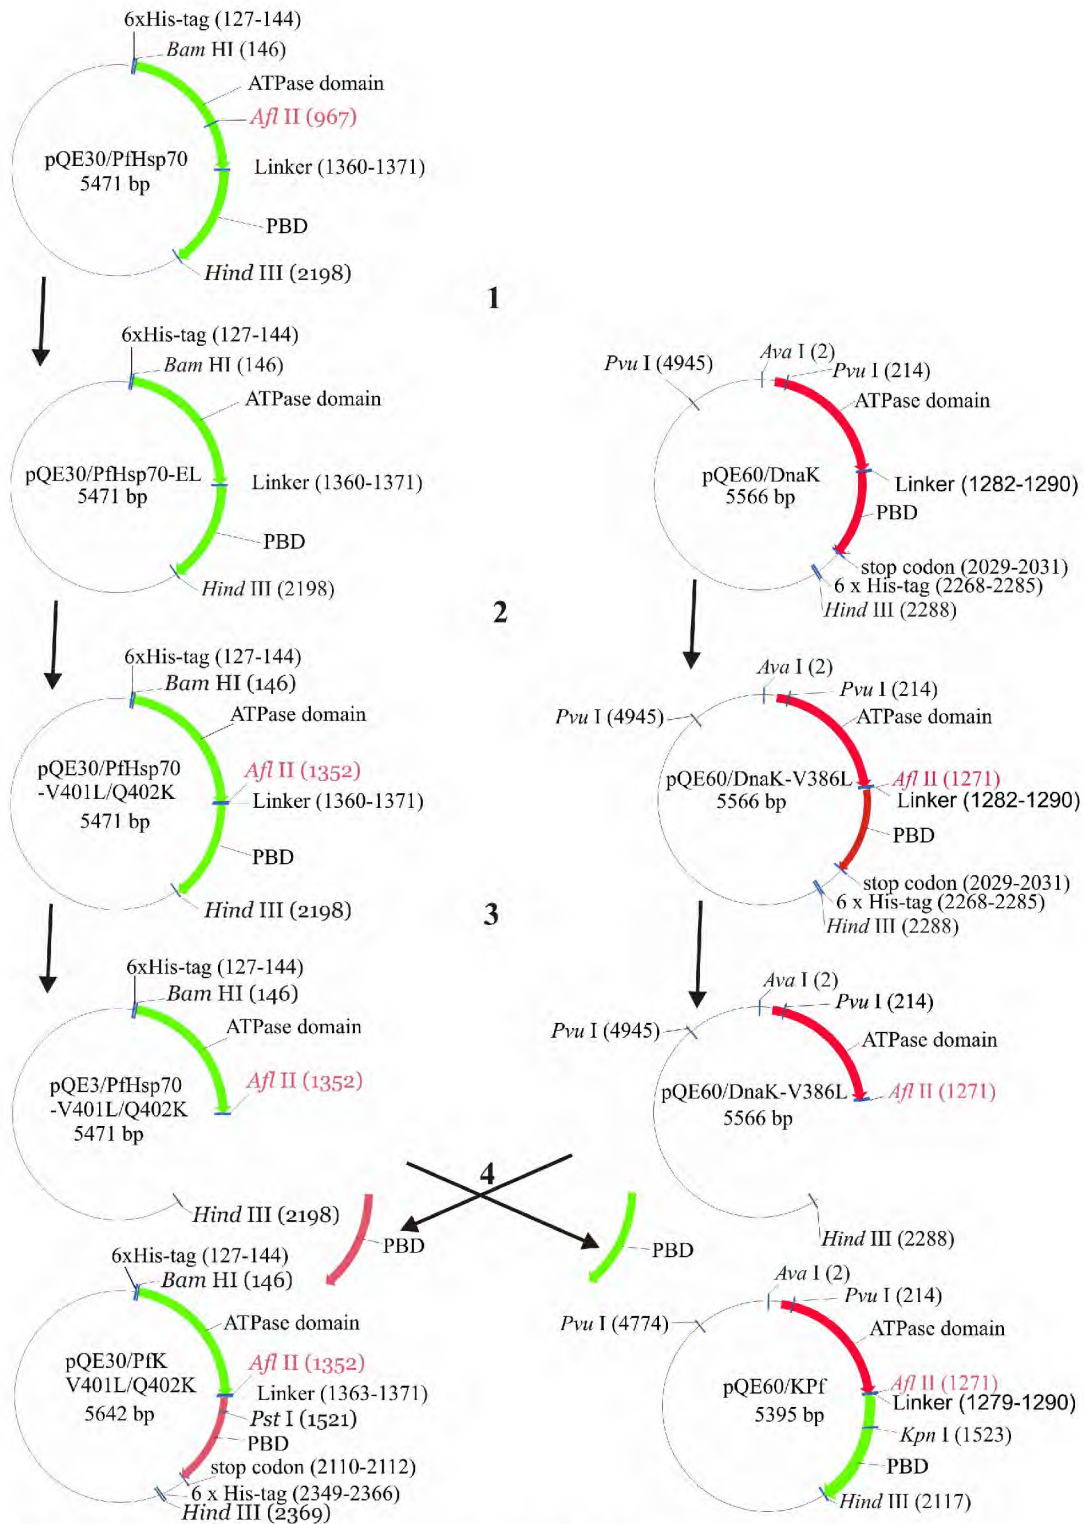 6xHis-tag (127-144)
Bam HI (146)
ATPase domain
Afl II (967)
pQE30/PfHsp70
5471 bp
Linker (1360-1371)
PBD
Hind III (2198)
1
6xHis-tag (127-144)
Bam HI (146)
ATPase domain
pQE30/PfHsp70-EL
5471 bp
Linker (1360-1371)
PBD
Hind III (2198)
Ava I (2)
Pvu I (4945)
Pvu I (214)
ATPase domain
pQE60/DnaK
5566 bp
Linker (1282-1290)
PBD
stop codon (2029-2031)
6 x His-tag (2268-2285)
Hind III (2288)
2
6xHis-tag (127-144)
Bam HI (146)
ATPase domain
pQE30/PfHsp70
-V401L/Q402K
5471 bp
Afl II (1352)
Linker (1360-1371)
PBD
Hind III (2198)
Ava I (2)
Pvu I (214)
Pvu I (4945)
ATPase domain
pQE60/DnaK-V386L
5566 bp
Afl II (1271)
Linker (1282-1290)
PBD
stop codon (2029-2031)
6 x His-tag (2268-2285)
Hind III (2288)
3
6xHis-tag (127-144)
Bam HI (146)
ATPase domain
pQE3/PfHsp70
-V401L/Q402K
5471 bp
Afl II (1352)
Hind III (2198)
Ava I (2)
Pvu I (214)
Pvu I (4945)
ATPase domain
pQE60/DnaK-V386L
5566 bp
Afl II (1271)
Hind III (2288)
4
PBD
PBD
6xHis-tag (127-144)
Bam HI (146)
ATPase domain
pQE30/PfK
V401L/Q402K
5642 bp
Afl II (1352)
Linker (1363-1371)
Pst I (1521)
PBD
stop codon (2110-2112)
6 x His-tag (2349-2366)
Hind III (2369)
Ava I (2)
Pvu I (214)
Pvu I (4774)
ATPase domain
pQE60/KPf
5395 bp
Afl II (1271)
Linker (1279-1290)
Kpn I (1523)
PBD
Hind III (2117)